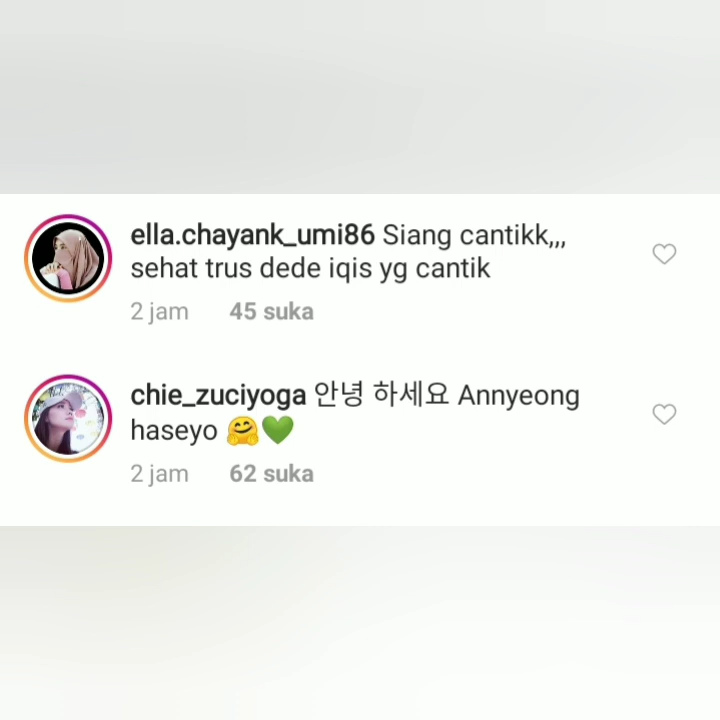 ella.chayank_umi86 Siang cantikk,,,
sehat trus dede iqis yg cantik
2 jam 45 suka
chie_zuciyoga 안녕 하세요 Annyeong
haseyo 🤗💚
2 jam 62 suka